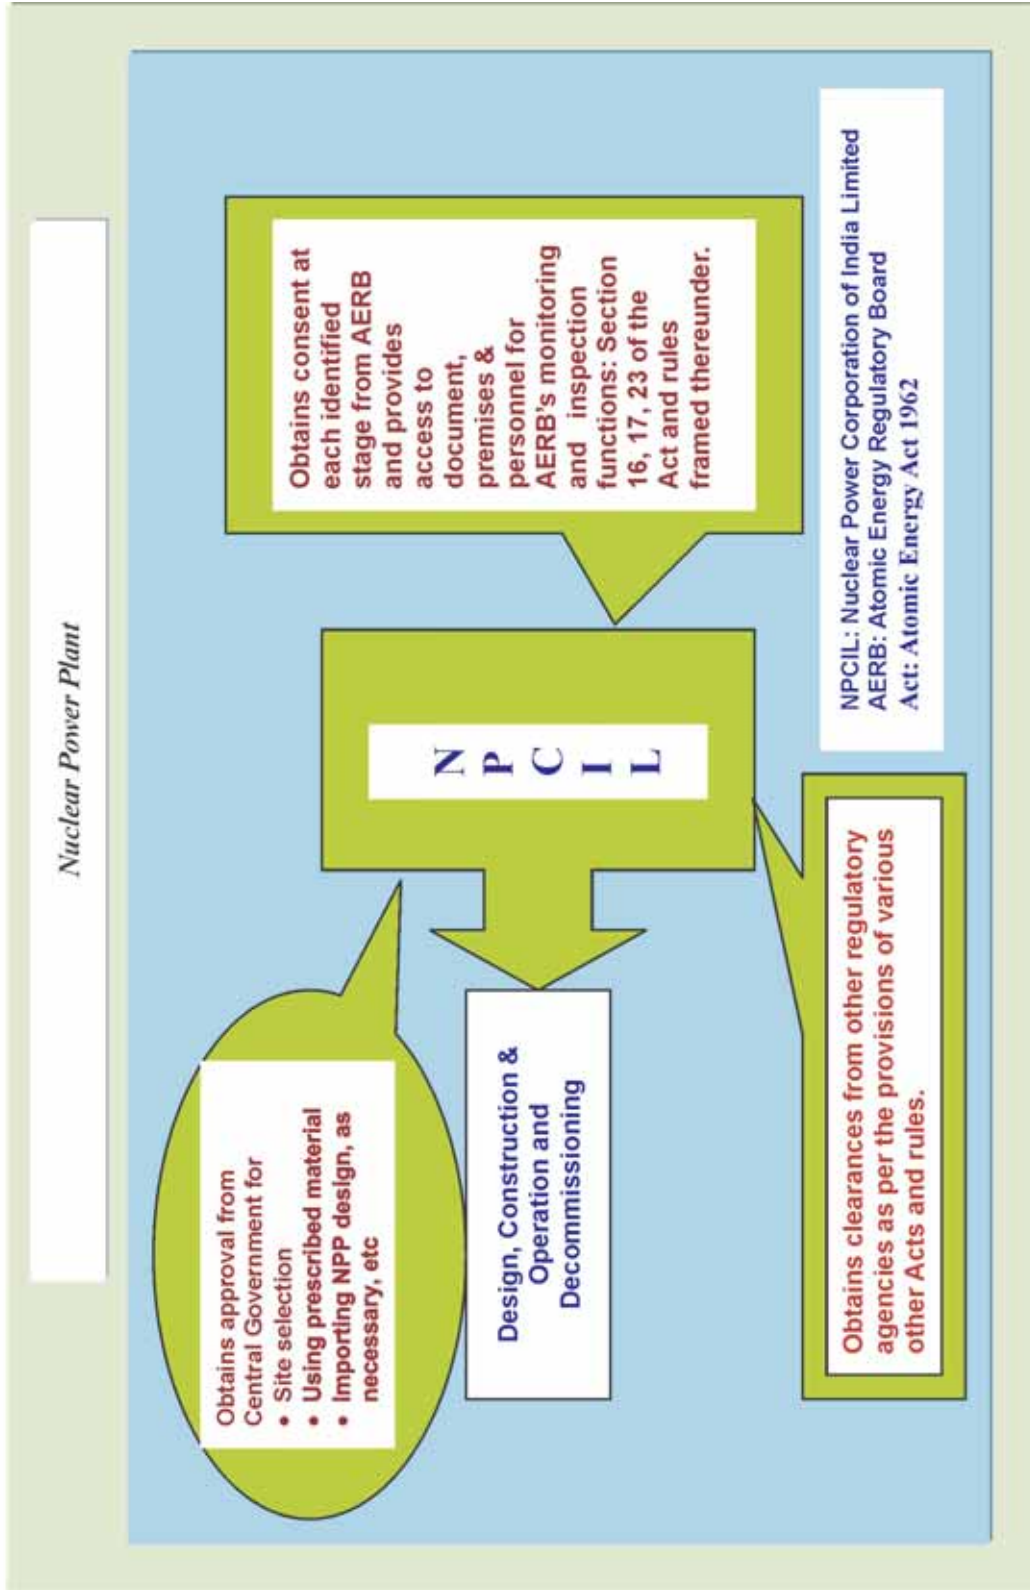 Nuclear Power Plant
Obtains approval from
Central Government for
• Site selection
• Using prescribed material
• Importing NPP design, as
necessary, etc
Design, Construction &
Operation and
Decommissioning
N
P
C
I
L
Obtains consent at
each identified
stage from AERB
and provides
access to
document,
premises &
personnel for
AERB's monitoring
and inspection
functions: Section
16, 17, 23 of the
Act and rules
framed thereunder.
Obtains clearances from other regulatory
agencies as per the provisions of various
other Acts and rules.
NPCIL: Nuclear Power Corporation of India Limited
AERB: Atomic Energy Regulatory Board
Act: Atomic Energy Act 1962